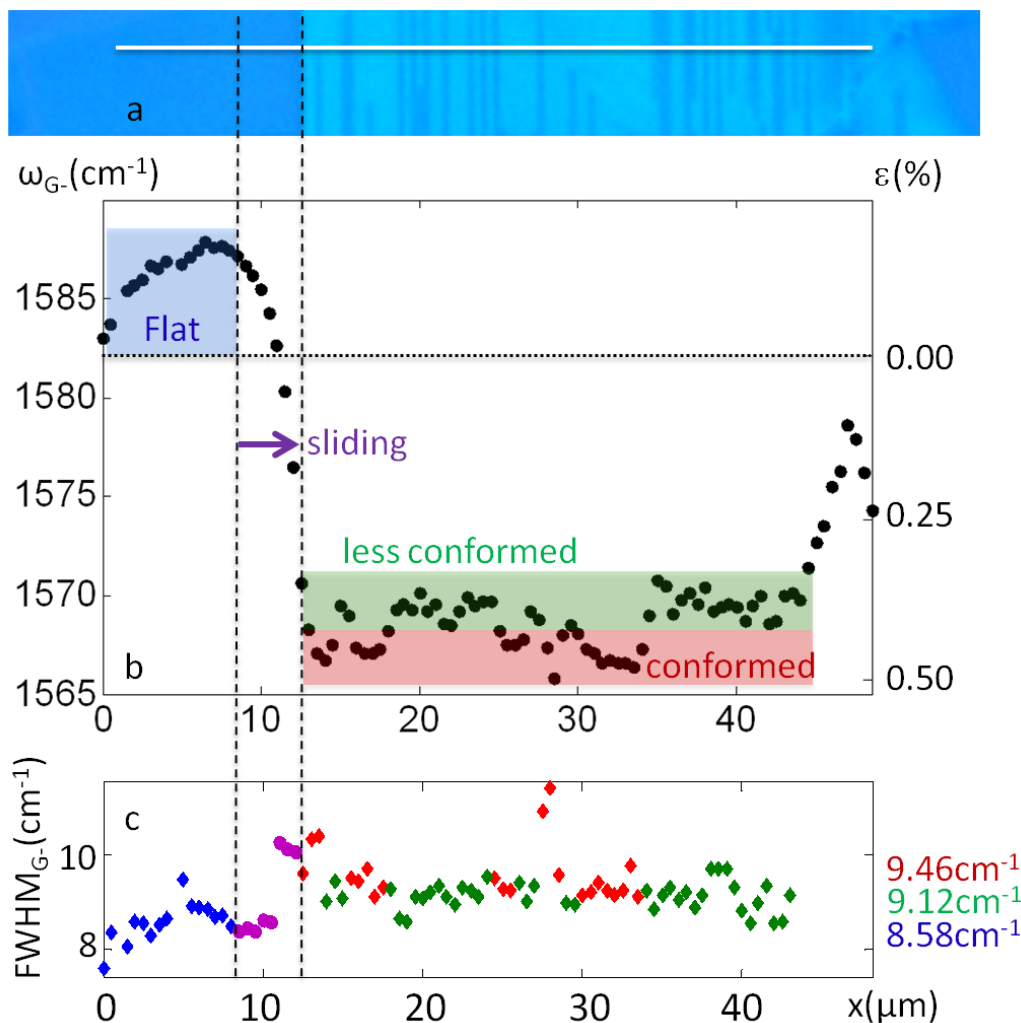 a
ω_G-(cm⁻¹) ε(%)
1585
Flat
0.00
1580
sliding
1575
0.25
less conformed
1570
b
conformed
1565
0.50
0 10 20 30 40
FWHM_G-(cm⁻¹)
c
10
9.46cm⁻¹
9.12cm⁻¹
8.58cm⁻¹
8
0 10 20 30 40 x(μm)